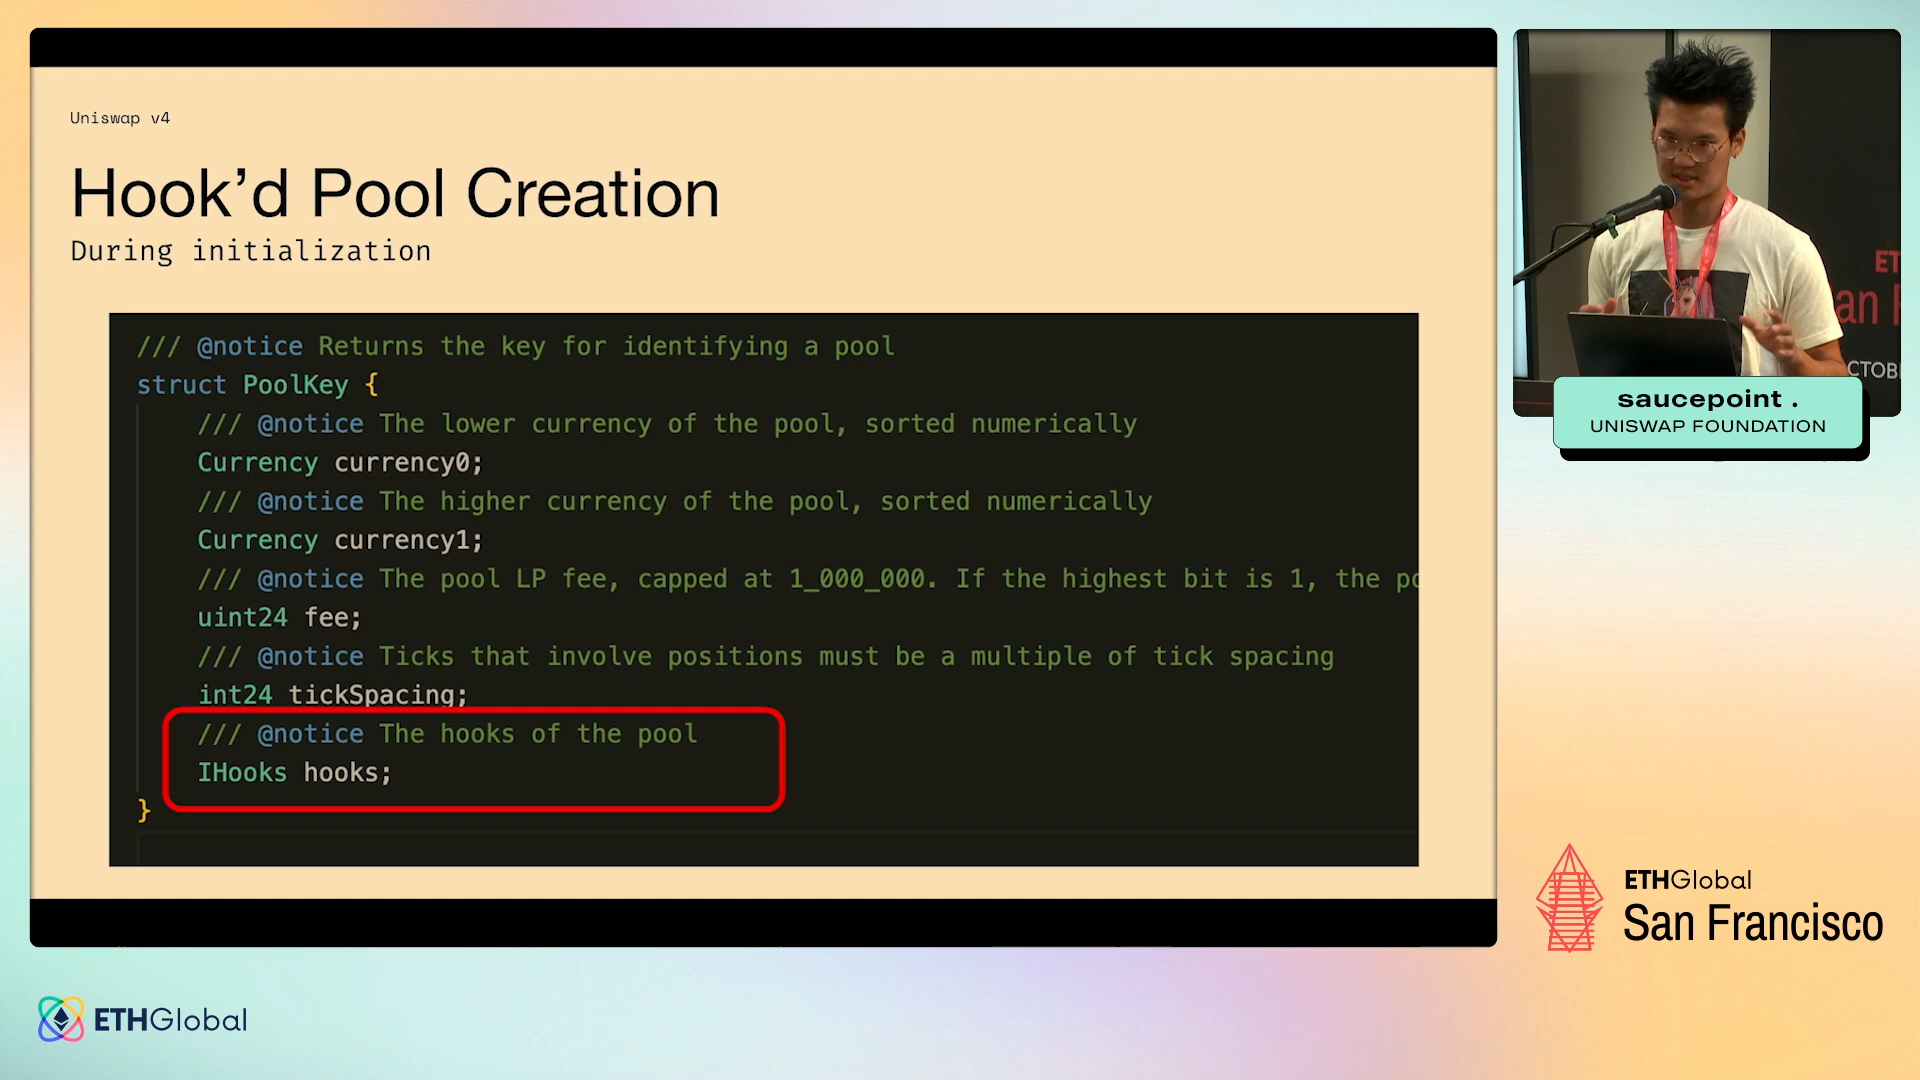 Uniswap v4
Hook’d Pool Creation
During initialization
/// @notice Returns the key for identifying a pool
struct PoolKey {
/// @notice The lower currency of the pool, sorted numerically
Currency currency0;
/// @notice The higher currency of the pool, sorted numerically
Currency currency1;
/// @notice The pool LP fee, capped at 1_000_000. If the highest bit is 1, the
uint24 fee;
/// @notice Ticks that involve positions must be a multiple of tick spacing
int24 tickSpacing;
/// @notice The hooks of the pool
IHooks hooks;
}
saucepoint .
UNISWAP FOUNDATION
ETHGlobal
San Francisco
ETHGlobal